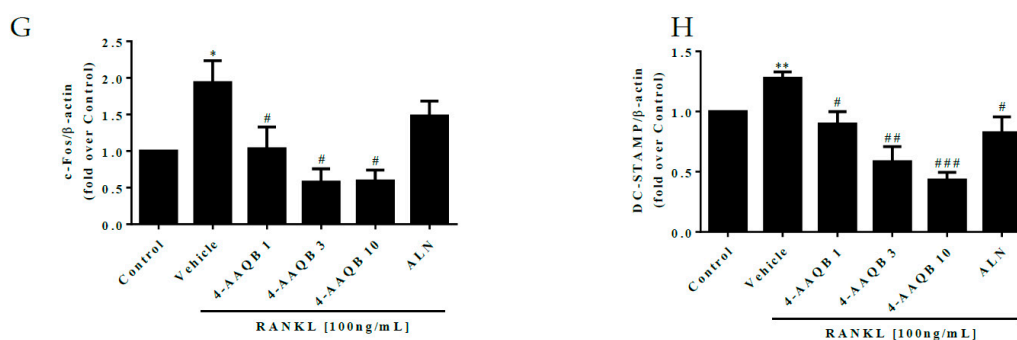 G
c-Fos/β-actin
(fold over Control)
2.5
2.0
1.5
1.0
0.5
0.0
*
#
#
#
Control
Vehicle
4-AAQB 1
4-AAQB 3
4-AAQB 10
ALN
RANKL [100ng/mL]
H
DC-STAMP/β-actin
(fold over Control)
1.5
1.0
0.5
0.0
**
#
##
###
#
Control
Vehicle
4-AAQB 1
4-AAQB 3
4-AAQB 10
ALN
RANKL [100ng/mL]